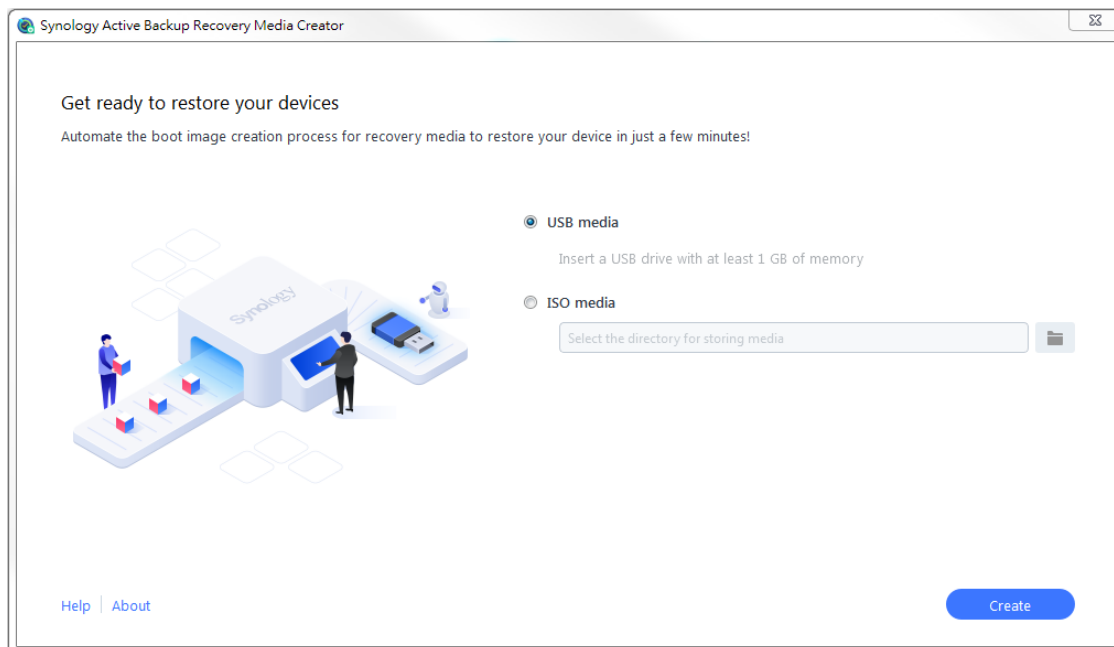 Synology Active Backup Recovery Media Creator
Get ready to restore your devices
Automate the boot image creation process for recovery media to restore your device in just a few minutes!
USB media
Insert a USB drive with at least 1 GB of memory
ISO media
Select the directory for storing media
Synology
Help About
Create